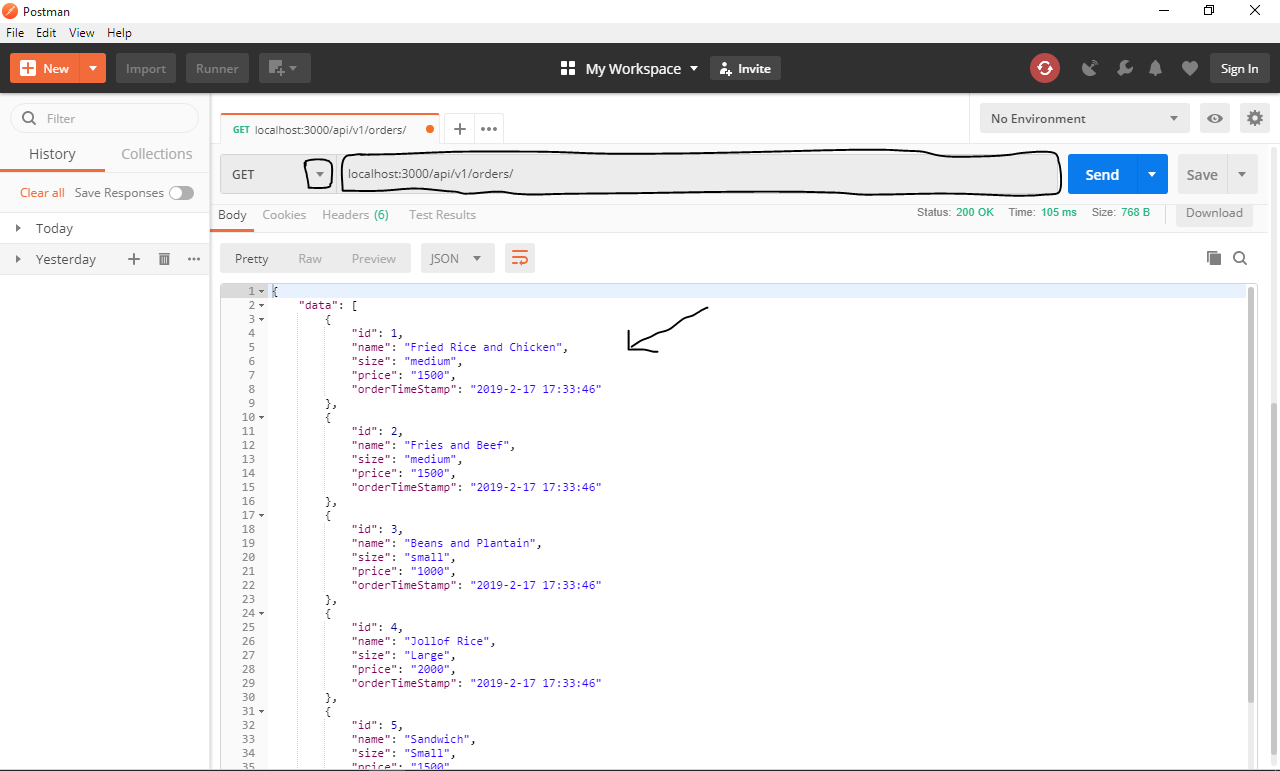 Postman
File Edit View Help
New Import Runner My Workspace Invite Sign In
Filter
GET localhost:3000/api/v1/orders/
No Environment
History Collections
GET localhost:3000/api/v1/orders/ Send Save
Clear all Save Responses
Body Cookies Headers (6) Test Results Status: 200 OK Time: 105 ms Size: 768 B Download
Today
Yesterday
Pretty Raw Preview JSON
1 {
2 "data": [
3 {
4 "id": 1,
5 "name": "Fried Rice and Chicken",
6 "size": "medium",
7 "price": "1500",
8 "orderTimeStamp": "2019-2-17 17:33:46"
9 },
10 {
11 "id": 2,
12 "name": "Fries and Beef",
13 "size": "medium",
14 "price": "1500",
15 "orderTimeStamp": "2019-2-17 17:33:46"
16 },
17 {
18 "id": 3,
19 "name": "Beans and Plantain",
20 "size": "small",
21 "price": "1000",
22 "orderTimeStamp": "2019-2-17 17:33:46"
23 },
24 {
25 "id": 4,
26 "name": "Jollof Rice",
27 "size": "Large",
28 "price": "2000",
29 "orderTimeStamp": "2019-2-17 17:33:46"
30 },
31 {
32 "id": 5,
33 "name": "Sandwich",
34 "size": "Small",
35 "price": "1500"